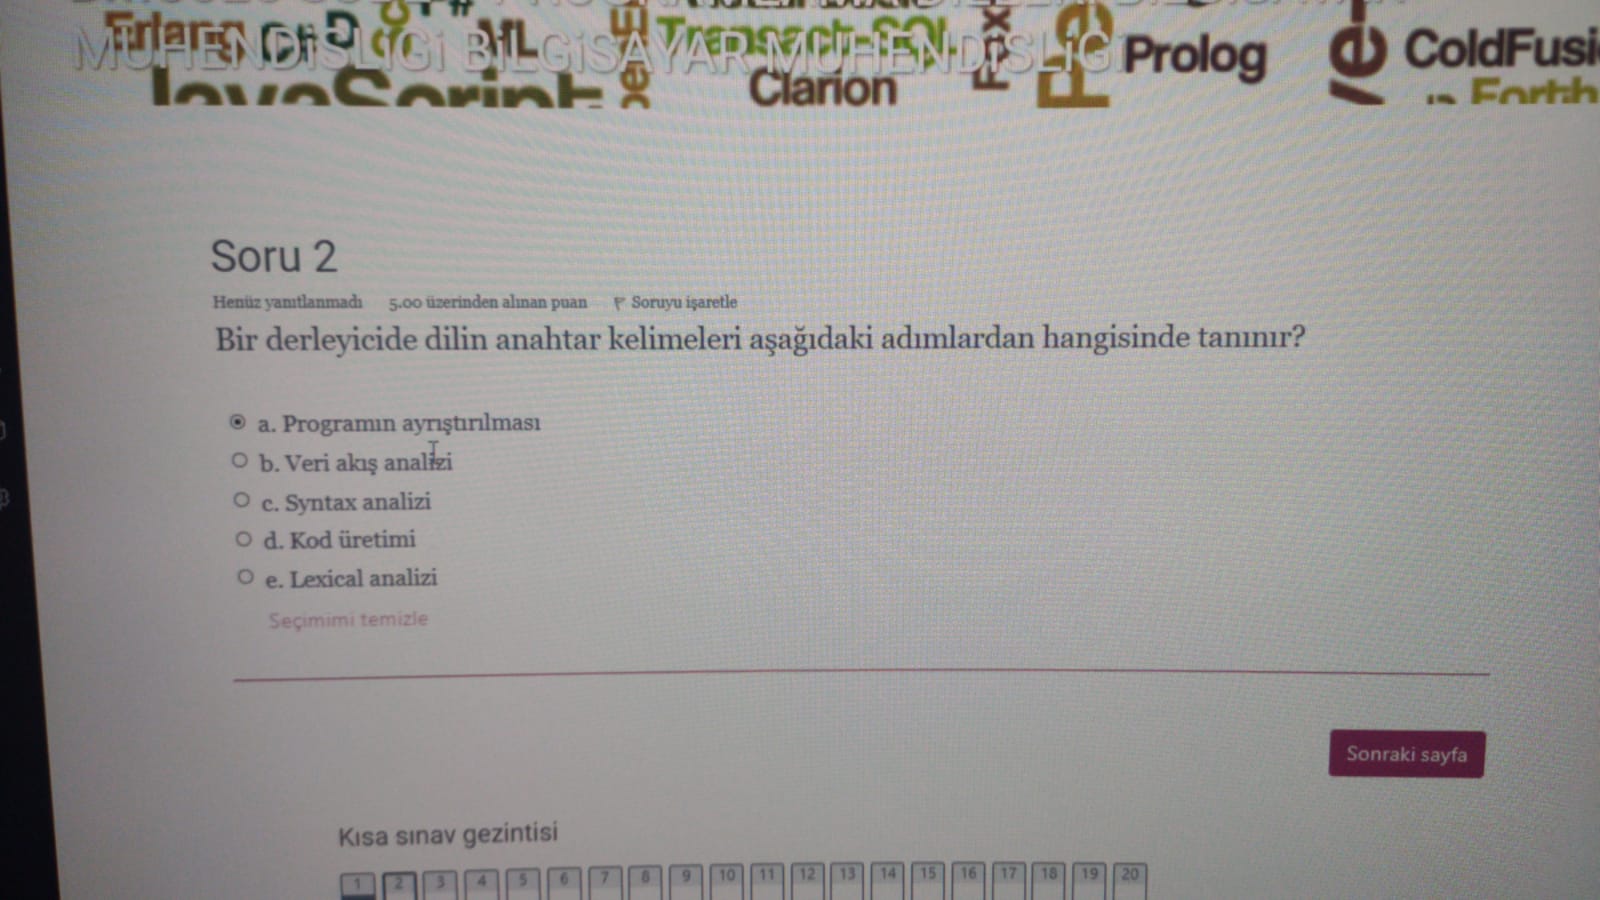 Erlang
ML
Transact-SQL
MÜHENDİSLİGİ BİLGİSAYAR MÜHENDİSLİGİ
Prolog
ColdFusi
JavaScript
Clarion
Forth
Soru 2
Henüz yanıtlanmadı 5.00 üzerinden alınan puan Soruyu işaretle
Bir derleyicide dilin anahtar kelimeleri aşağıdaki adımlardan hangisinde tanınır?
a. Programın ayrıştırılması
b. Veri akış analizi
c. Syntax analizi
d. Kod üretimi
e. Lexical analizi
Seçimimi temizle
Sonraki sayfa
Kısa sınav gezintisi
1 2 3 4 5 6 7 8 9 10 11 12 13 14 15 16 17 18 19 20